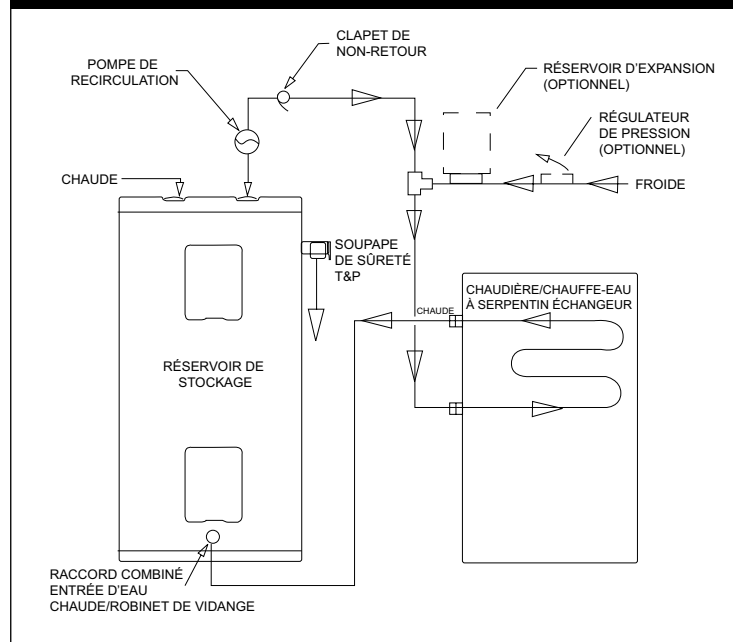 CLAPET DE
NON-RETOUR
POMPE DE
RECIRCULATION
RÉSERVOIR D'EXPANSION
(OPTIONNEL)
RÉGULATEUR
DE PRESSION
(OPTIONNEL)
CHAUDE
FROIDE
SOUPAPE
DE SÛRETÉ
T&P
CHAUDIÈRE/CHAUFFE-EAU
À SERPENTIN ÉCHANGEUR
CHAUDE
RÉSERVOIR DE
STOCKAGE
RACCORD COMBINÉ
ENTRÉE D'EAU
CHAUDE/ROBINET DE VIDANGE